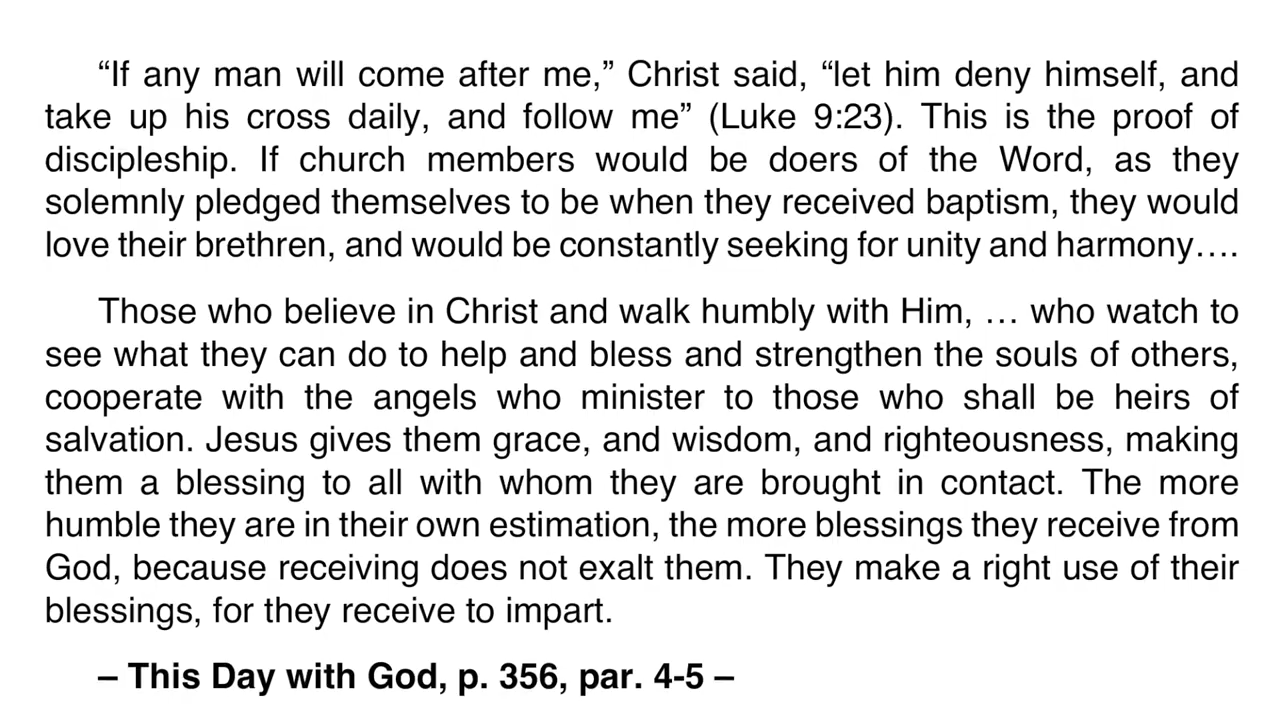 “If any man will come after me,” Christ said, “let him deny himself, and
take up his cross daily, and follow me” (Luke 9:23). This is the proof of
discipleship. If church members would be doers of the Word, as they
solemnly pledged themselves to be when they received baptism, they would
love their brethren, and would be constantly seeking for unity and harmony….
Those who believe in Christ and walk humbly with Him, … who watch to
see what they can do to help and bless and strengthen the souls of others,
cooperate with the angels who minister to those who shall be heirs of
salvation. Jesus gives them grace, and wisdom, and righteousness, making
them a blessing to all with whom they are brought in contact. The more
humble they are in their own estimation, the more blessings they receive from
God, because receiving does not exalt them. They make a right use of their
blessings, for they receive to impart.
– This Day with God, p. 356, par. 4-5 –